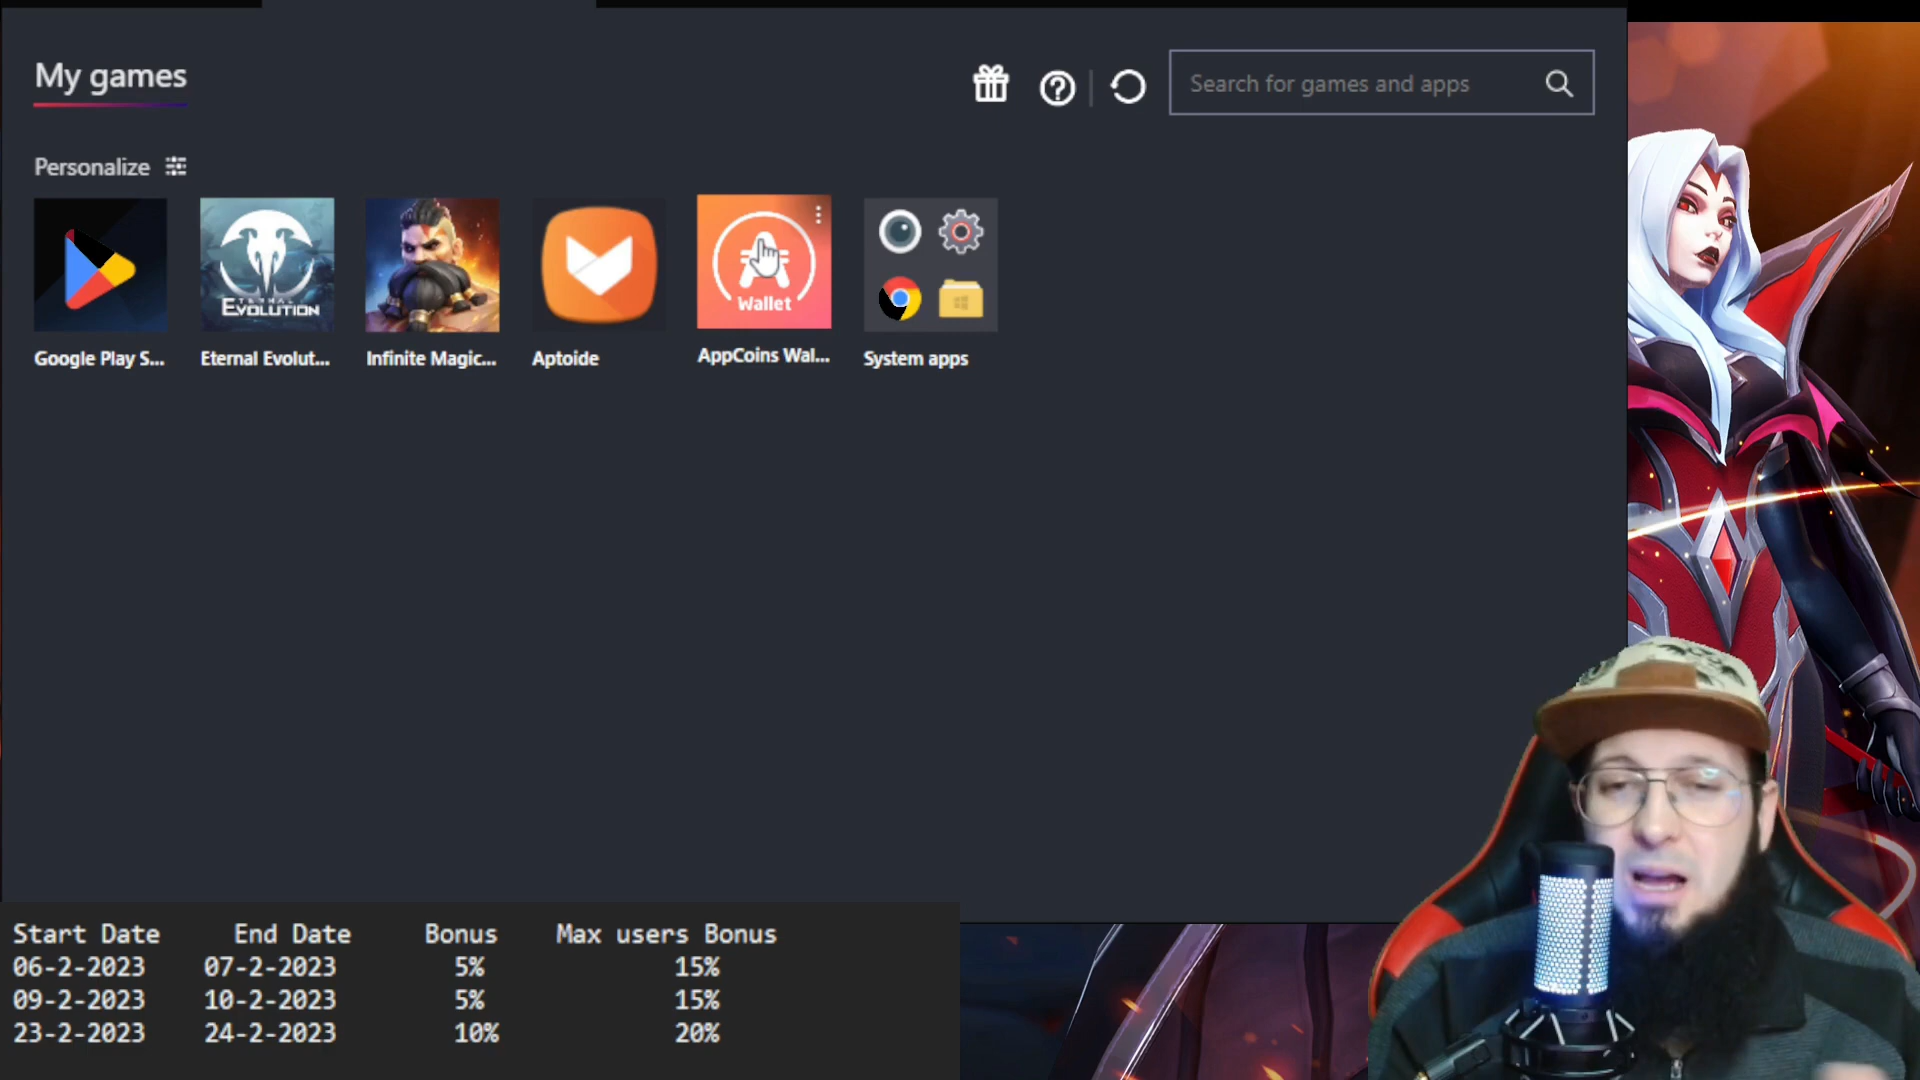 My games
Search for games and apps
Personalize
ETERNAL
EVOLUTION
Wallet
Google Play S...
Eternal Evolut...
Infinite Magic...
Aptoide
AppCoins Wal...
System apps
Start Date End Date Bonus Max users Bonus
06-2-2023 07-2-2023 5% 15%
09-2-2023 10-2-2023 5% 15%
23-2-2023 24-2-2023 10% 20%